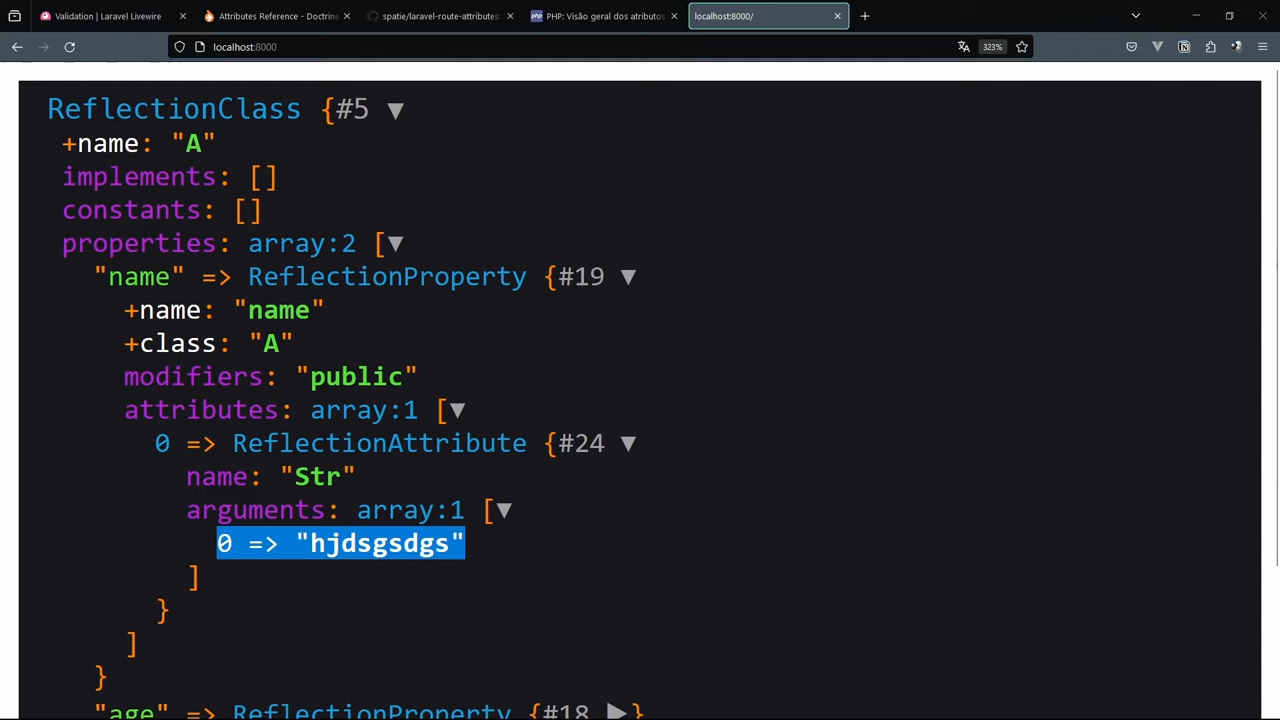 Validation | Laravel Livewire
Attributes Reference - Doctrine
spatie/laravel-route-attributes:
PHP: Visão geral dos atributos
localhost:8000/
localhost:8000
323%
ReflectionClass {#5 ▼
+name: "A"
implements: []
constants: []
properties: array:2 [▼
"name" => ReflectionProperty {#19 ▼
+name: "name"
+class: "A"
modifiers: "public"
attributes: array:1 [▼
0 => ReflectionAttribute {#24 ▼
name: "Str"
arguments: array:1 [▼
0 => "hjdsgsdgs"
]
}
]
}
"age" => ReflectionProperty {#18 ▶}